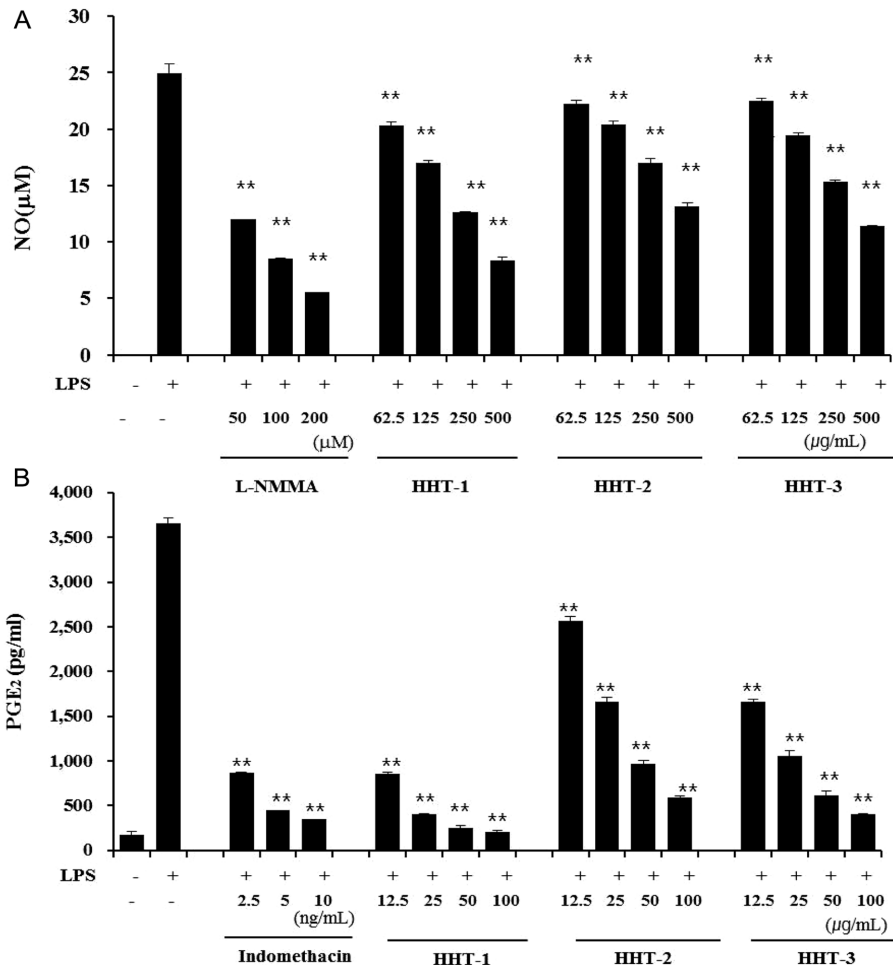 A
30
25
20
15
10
5
0
NO(μM)
** ** ** ** ** ** ** ** ** ** ** ** ** ** **
LPS - + + + + + + + + + + + + + + + +
- - 50 100 200 62.5 125 250 500 62.5 125 250 500 62.5 125 250 500
(μM) (μg/mL)
L-NMMA HHT-1 HHT-2 HHT-3
B
4,000
3,500
3,000
2,500
2,000
1,500
1,000
500
0
PGE2 (pg/ml)
** ** ** ** ** ** ** ** ** ** ** ** ** ** **
LPS - + + + + + + + + + + + + + + + +
- - 2.5 5 10 12.5 25 50 100 12.5 25 50 100 12.5 25 50 100
(ng/mL) (μg/mL)
Indomethacin HHT-1 HHT-2 HHT-3